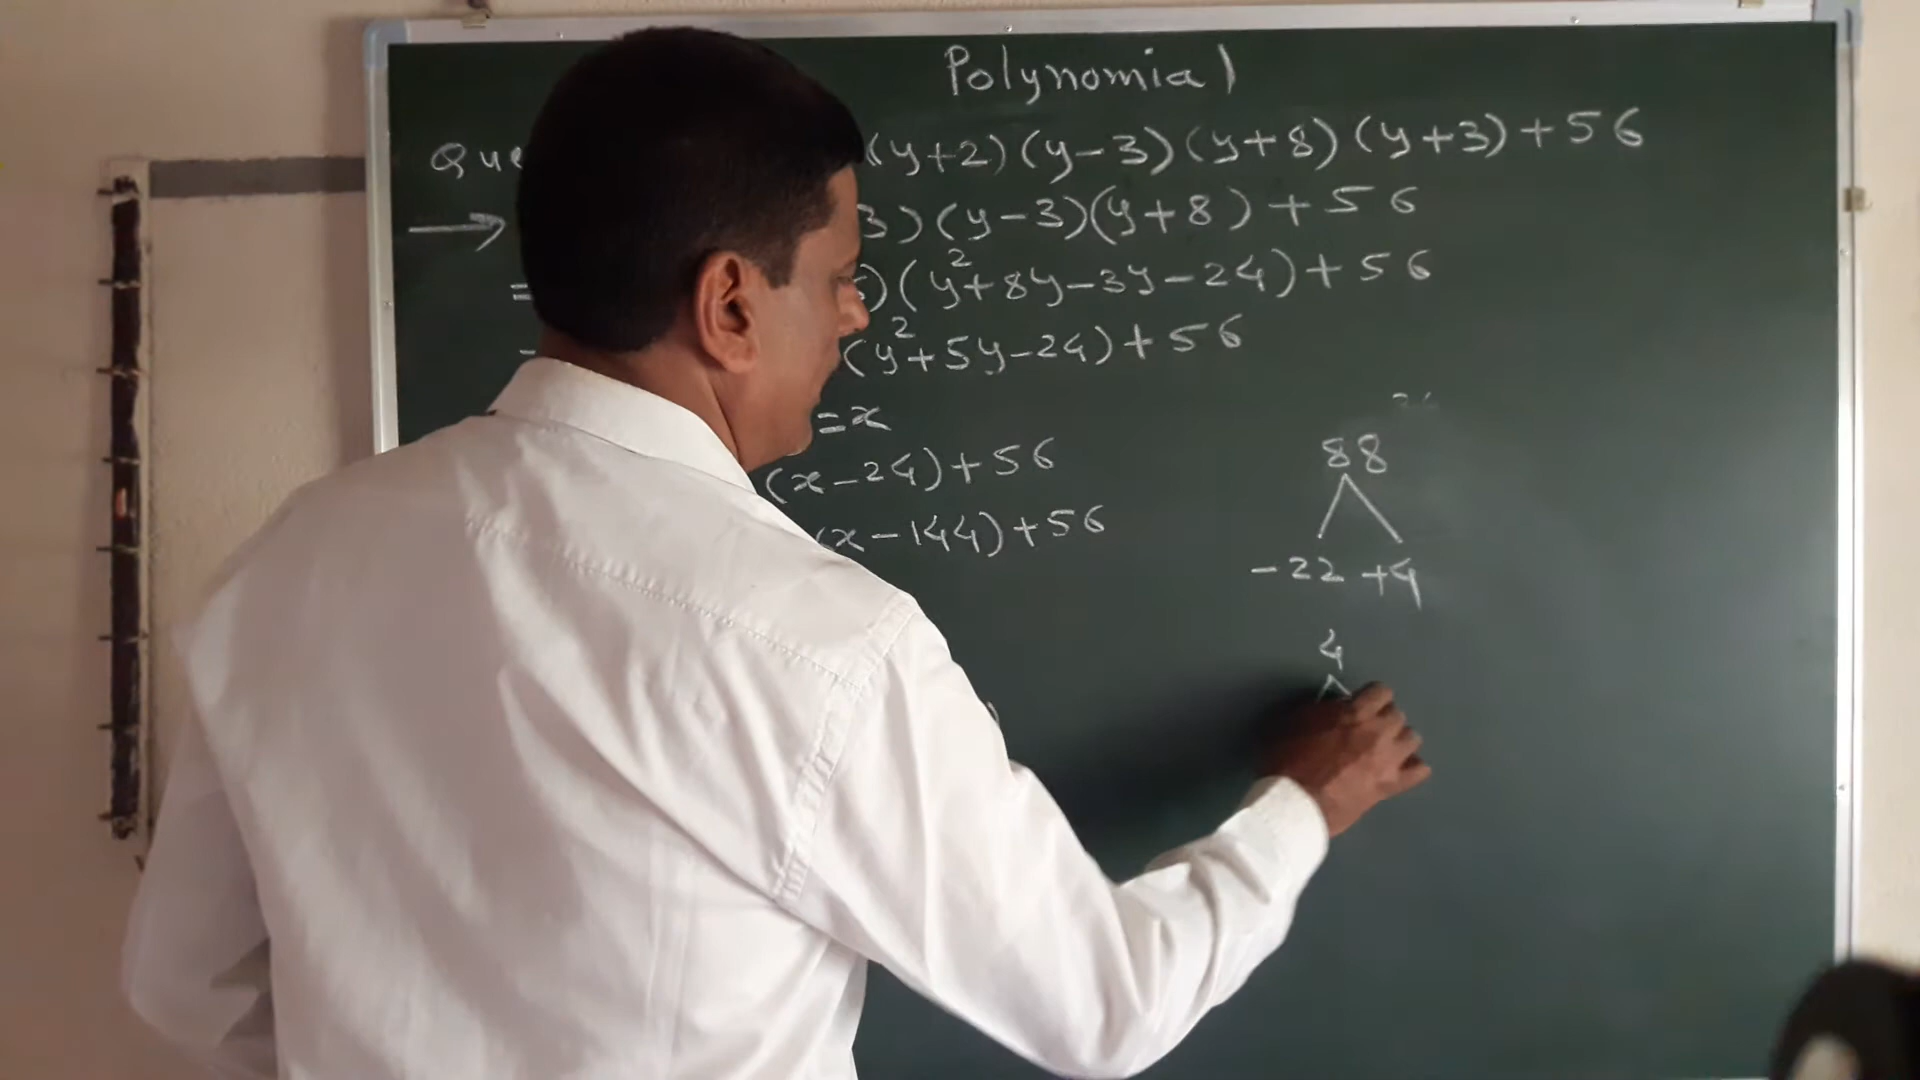 Polynomial
Que (y+2)(y-3)(y+8)(y+3)+56
→ 3)(y-3)(y+8)+56
= )(y²+8y-3y-24)+56
(y²+5y-24)+56
=x
(x-24)+56
x-144)+56
88
-22 +4
4